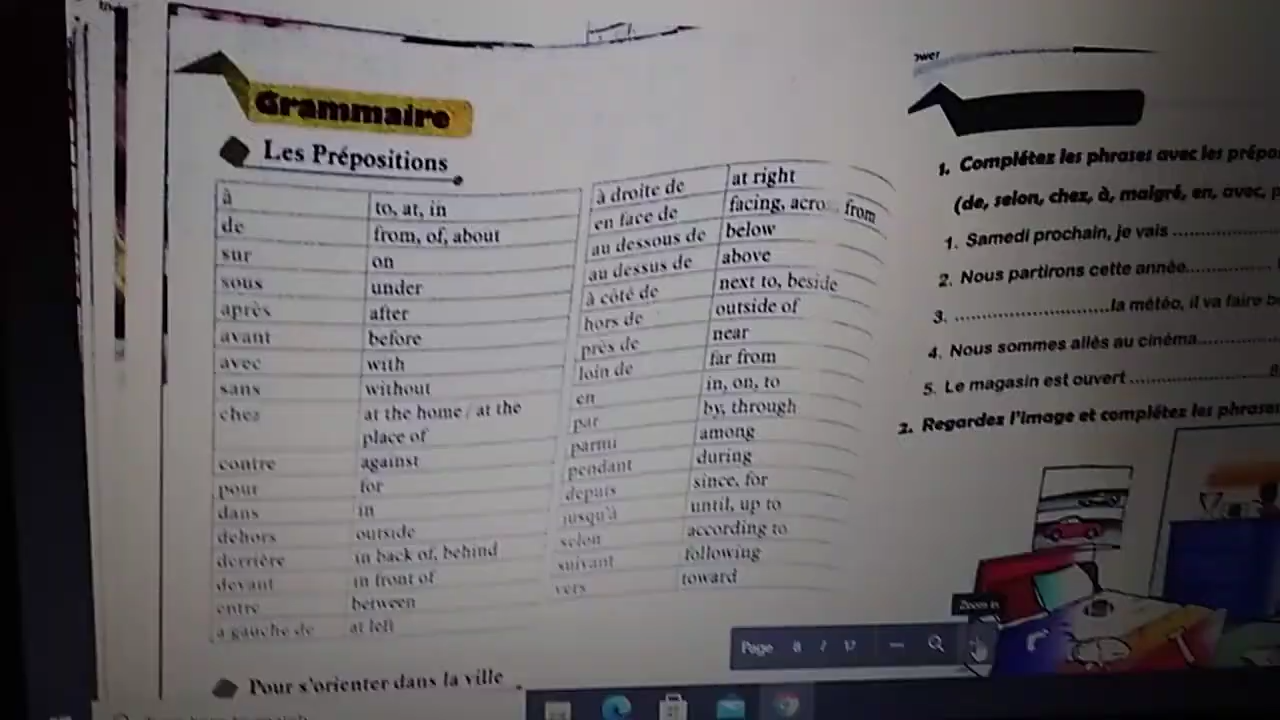 Grammaire
Les Prépositions
à to, at, in
de from, of, about
sur on
sous under
après after
avant before
avec with
sans without
chez at the home / at the
place of
contre against
pour for
dans in
dehors outside
derrière in back of, behind
devant in front of
entre between
à gauche de at left
à droite de at right
en face de facing, acro from
au dessous de below
au dessus de above
à côté de next to, beside
hors de outside of
près de near
loin de far from
en in, on, to
par by, through
parmi among
pendant during
depuis since, for
jusqu'à until, up to
selon according to
suivant following
vers toward
Pour s'orienter dans la ville
ower
1. Complétez les phrases avec les prépo
(de, selon, chez, à, malgré, en, avec, p
1. Samedi prochain, je vais ....................
2. Nous partirons cette année...............
3. ............................la météo, il va faire b
4. Nous sommes allés au cinéma..............
5. Le magasin est ouvert .........................8
2. Regardez l'image et complétez les phrases
Zoom in
Page 8 / 17